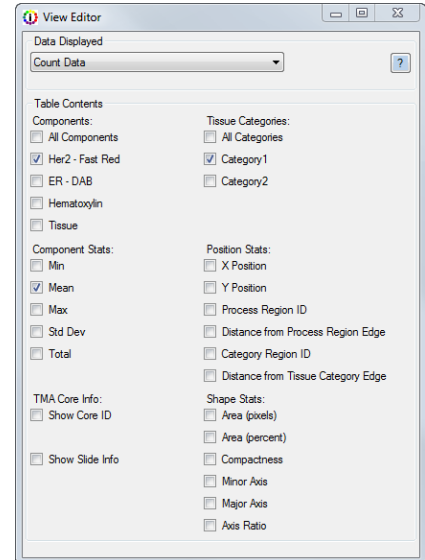 View Editor
Data Displayed
Count Data
?
Table Contents
Components:
All Components
Her2 - Fast Red
ER - DAB
Hematoxylin
Tissue
Tissue Categories:
All Categories
Category1
Category2
Component Stats:
Min
Mean
Max
Std Dev
Total
Position Stats:
X Position
Y Position
Process Region ID
Distance from Process Region Edge
Category Region ID
Distance from Tissue Category Edge
TMA Core Info:
Show Core ID
Show Slide Info
Shape Stats:
Area (pixels)
Area (percent)
Compactness
Minor Axis
Major Axis
Axis Ratio